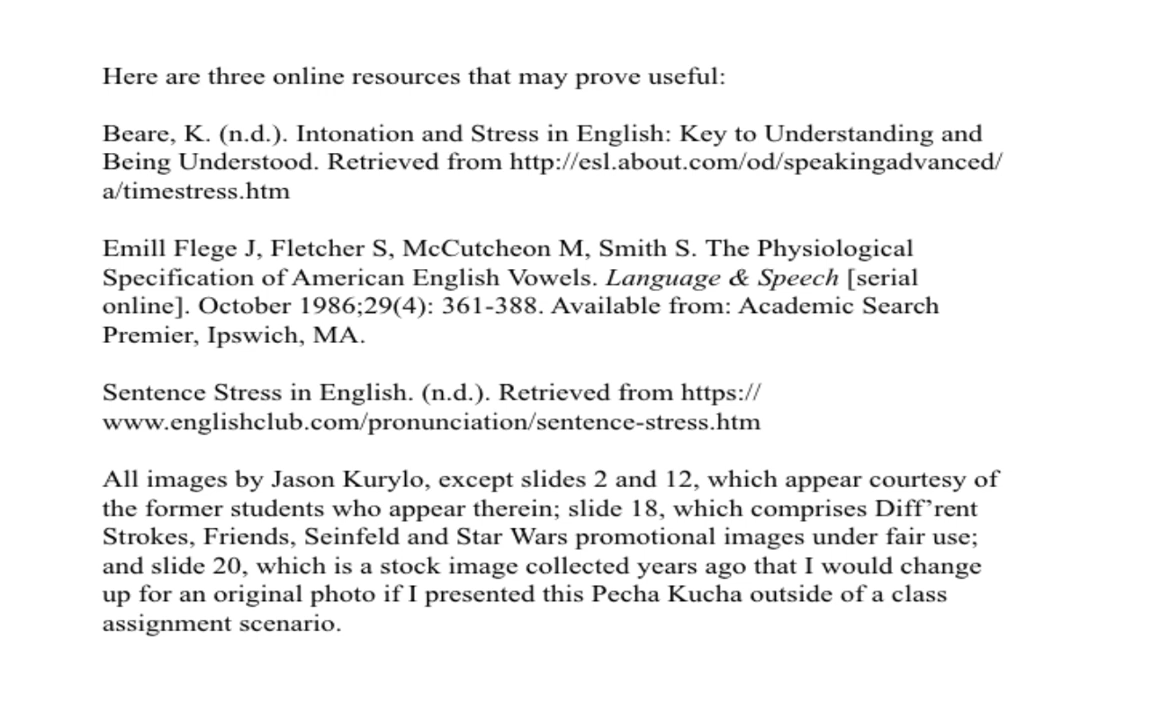 Here are three online resources that may prove useful:
Beare, K. (n.d.). Intonation and Stress in English: Key to Understanding and
Being Understood. Retrieved from http://esl.about.com/od/speakingadvanced/
a/timestress.htm
Emill Flege J, Fletcher S, McCutcheon M, Smith S. The Physiological
Specification of American English Vowels. Language & Speech [serial
online]. October 1986;29(4): 361-388. Available from: Academic Search
Premier, Ipswich, MA.
Sentence Stress in English. (n.d.). Retrieved from https://
www.englishclub.com/pronunciation/sentence-stress.htm
All images by Jason Kurylo, except slides 2 and 12, which appear courtesy of
the former students who appear therein; slide 18, which comprises Diff’rent
Strokes, Friends, Seinfeld and Star Wars promotional images under fair use;
and slide 20, which is a stock image collected years ago that I would change
up for an original photo if I presented this Pecha Kucha outside of a class
assignment scenario.